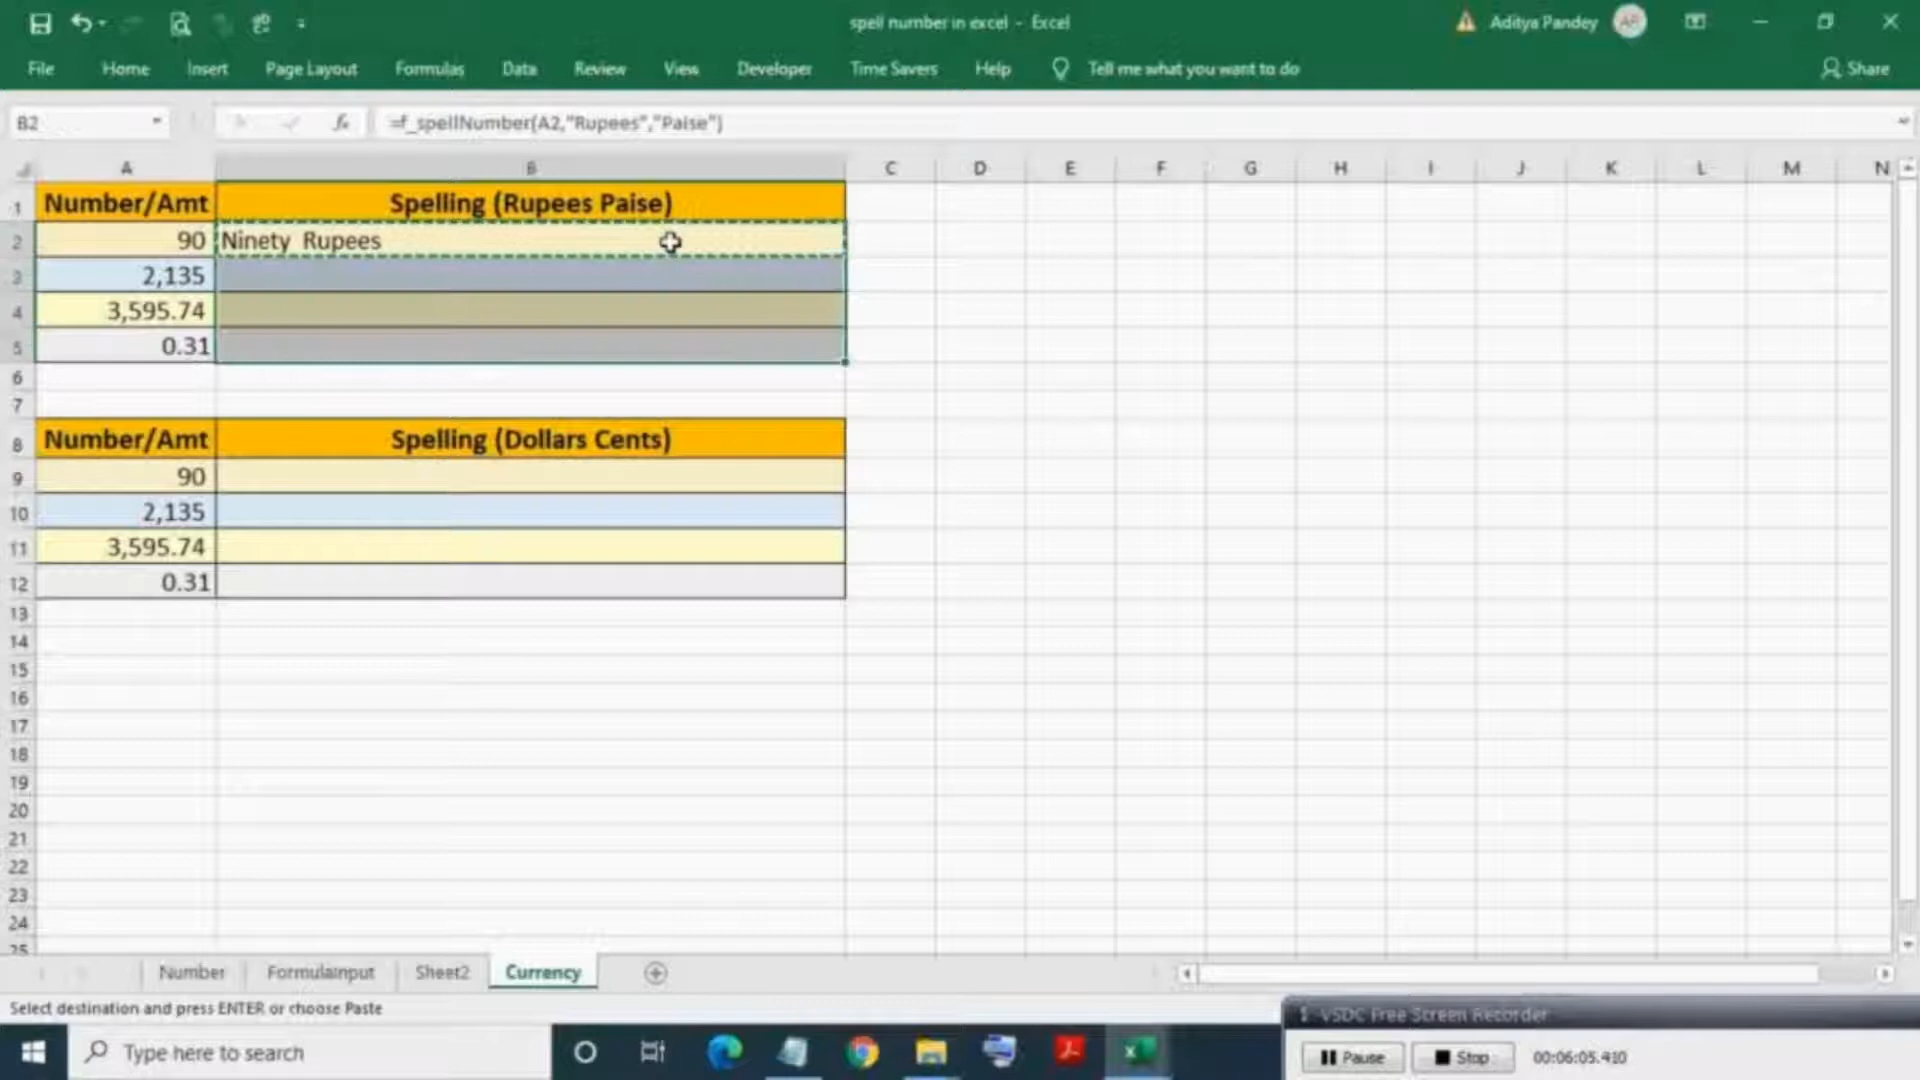 spell number in excel - Excel
Aditya Pandey
AP
File Home Insert Page Layout Formulas Data Review View Developer Time Savers Help Tell me what you want to do Share
B2 fx =f_spellNumber(A2,"Rupees","Paise")
A B C D E F G H I J K L M N
1 Number/Amt Spelling (Rupees Paise)
2 90 Ninety Rupees
3 2,135
4 3,595.74
5 0.31
6
7
8 Number/Amt Spelling (Dollars Cents)
9 90
10 2,135
11 3,595.74
12 0.31
13
14
15
16
17
18
19
20
21
22
23
24
25
Number FormulaInput Sheet2 Currency
Select destination and press ENTER or choose Paste
VSDC Free Screen Recorder
Type here to search
Pause Stop 00:06:05.410